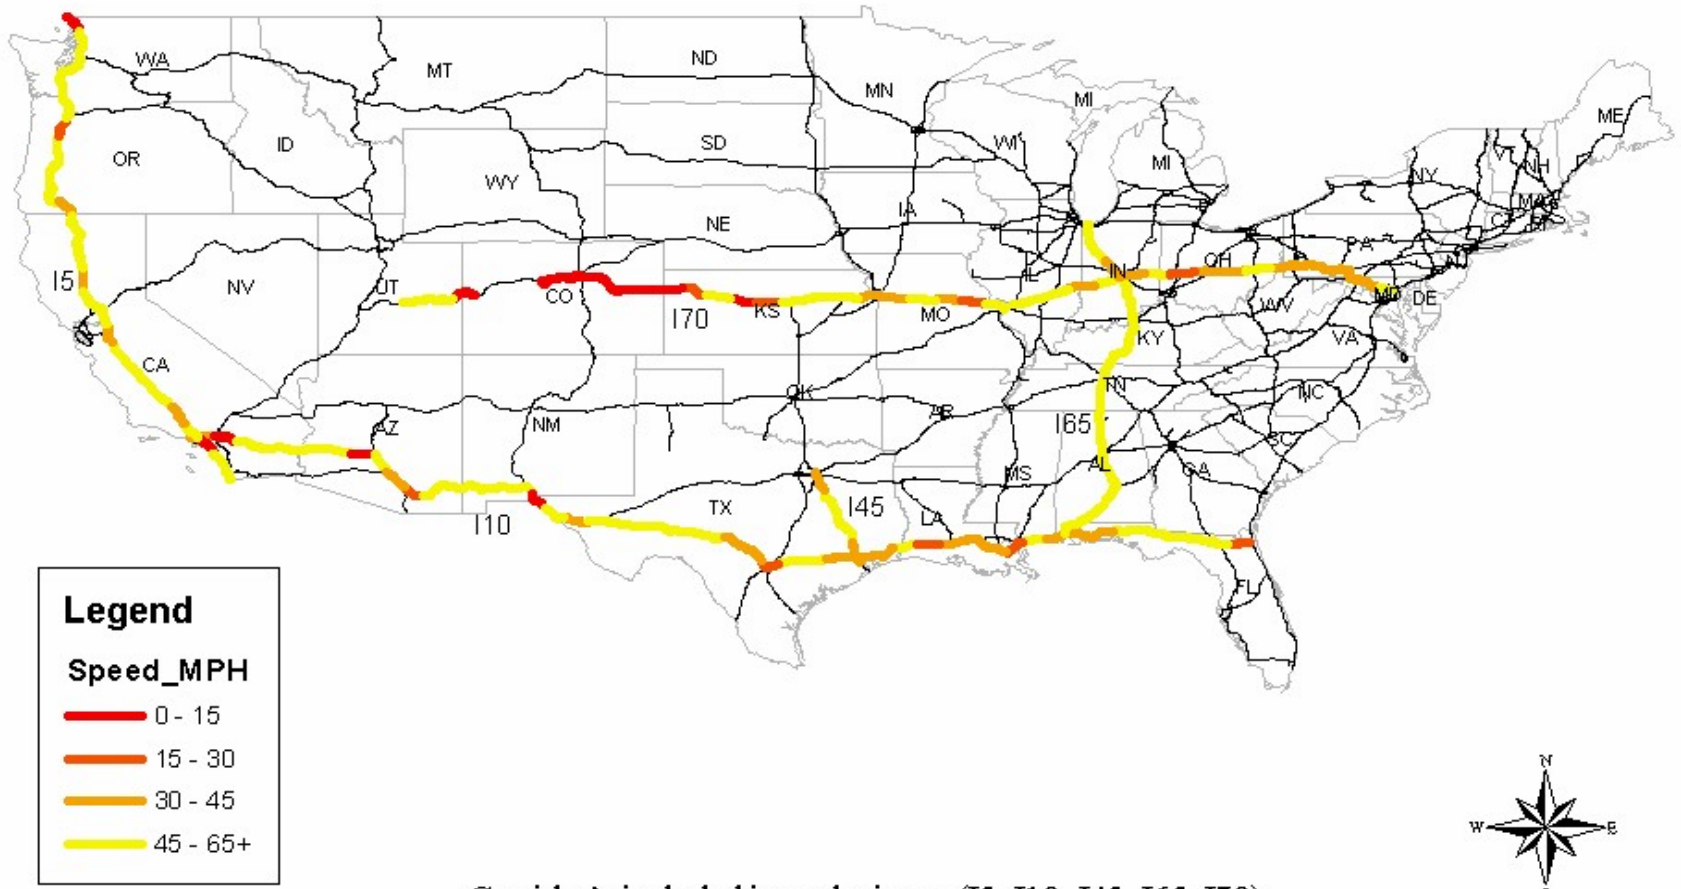 WA
MT
ND
MN
MI
ME
OR
ID
SD
WI
MI
NH
WY
NY
IA
NE
PA
OH
I5
NV
UT
CO
IN
IL
MD
DE
I70
KS
MO
WV
KY
VA
CA
OK
TN
NC
AR
AZ
NM
I65
SC
AL
GA
MS
TX
I45
LA
I10
FL
Legend
Speed_MPH
0 - 15
15 - 30
30 - 45
45 - 65+
N
W
E